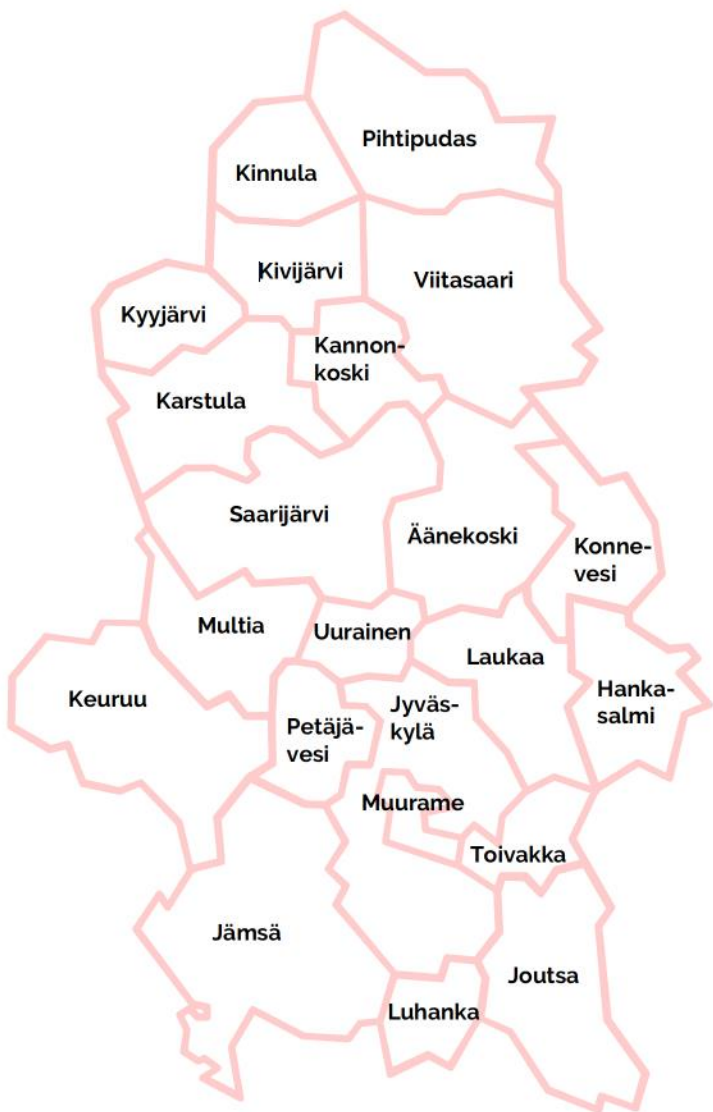 Pihtipudas
Kinnula
Kivijärvi
Viitasaari
Kyyjärvi
Kannon-
koski
Karstula
Saarijärvi
Äänekoski
Konne-
vesi
Multia
Uurainen
Laukaa
Keuruu
Hanka-
salmi
Petäjä-
vesi
Jyväs-
kylä
Muurame
Toivakka
Jämsä
Joutsa
Luhanka